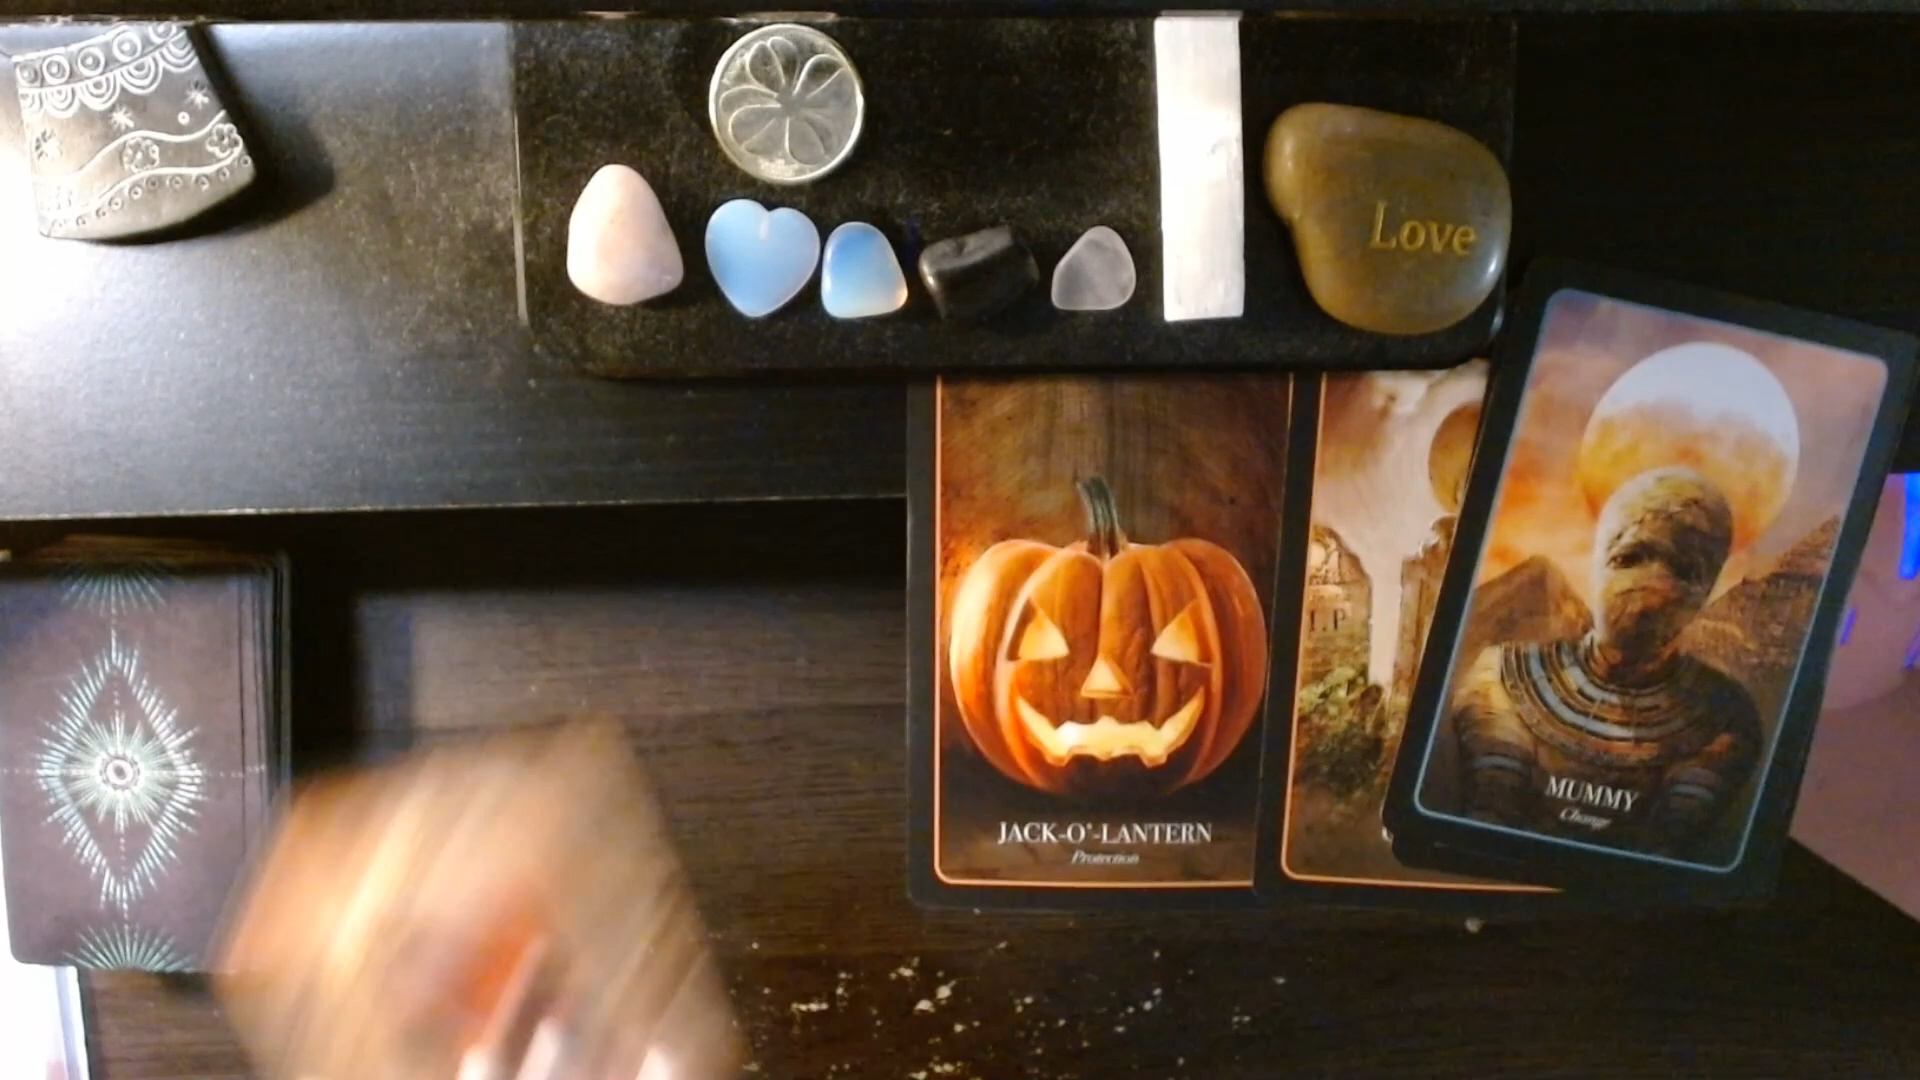 Love
I.P
JACK-O'-LANTERN
Protection
MUMMY
Change